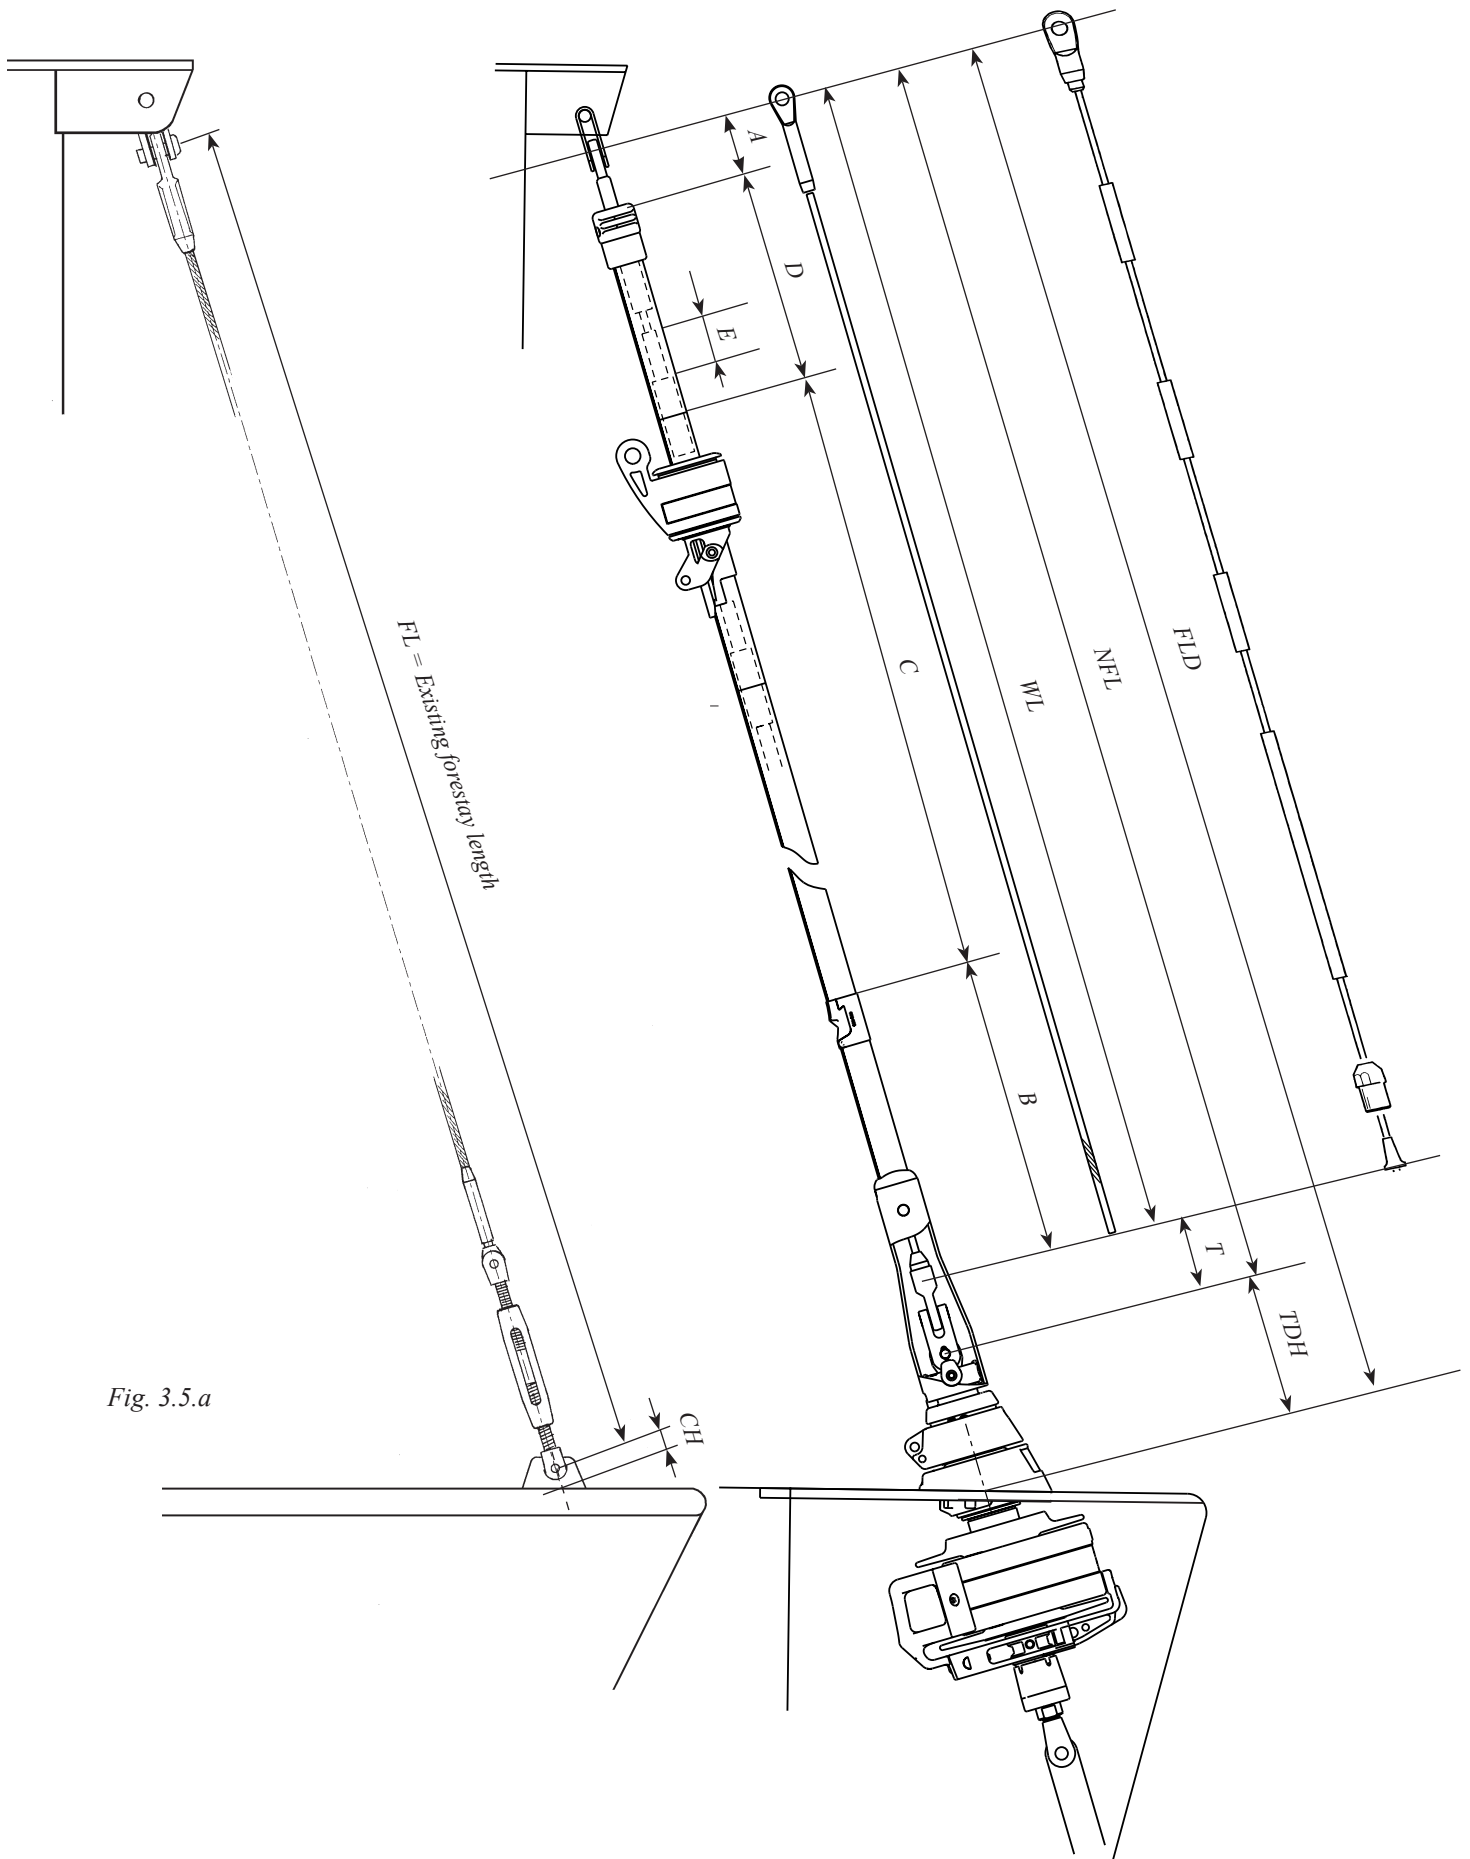 A
D
E
FL = Existing forestay length
C
WL
NFL
FLD
B
T
TDH
CH
Fig. 3.5.a